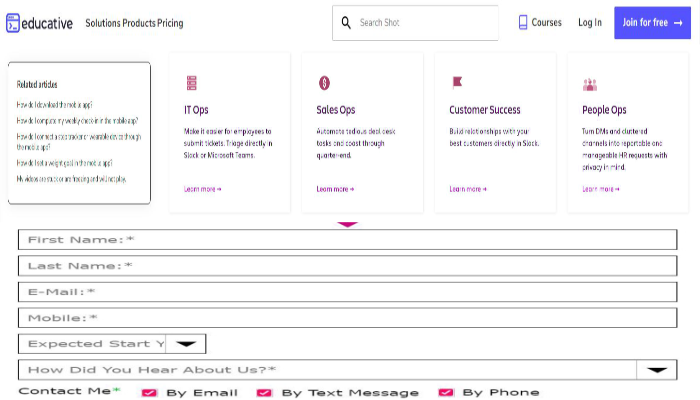 educative Solutions Products Pricing Search Shot Courses Log In Join for free →
Related articles
How do I download the mobile app?
How do I complete my weekly check-in in the mobile app?
How do I connect a step tracker or wearable device through
the mobile app?
How do I set a weight goal in the mobile app?
My videos are stuck or are freezing and will not play.
IT Ops
Make it easier for employees to
submit tickets. Triage directly in
Slack or Microsoft Teams.
Learn more →
Sales Ops
Automate tedious deal desk
tasks and coast through
quarter-end.
Learn more →
Customer Success
Build relationships with your
best customers directly in Slack.
Learn more →
People Ops
Turn DMs and cluttered
channels into reportable and
manageable HR requests with
privacy in mind.
Learn more →
First Name:*
Last Name:*
E-Mail:*
Mobile:*
Expected Start Y
How Did You Hear About Us?*
Contact Me* By Email By Text Message By Phone